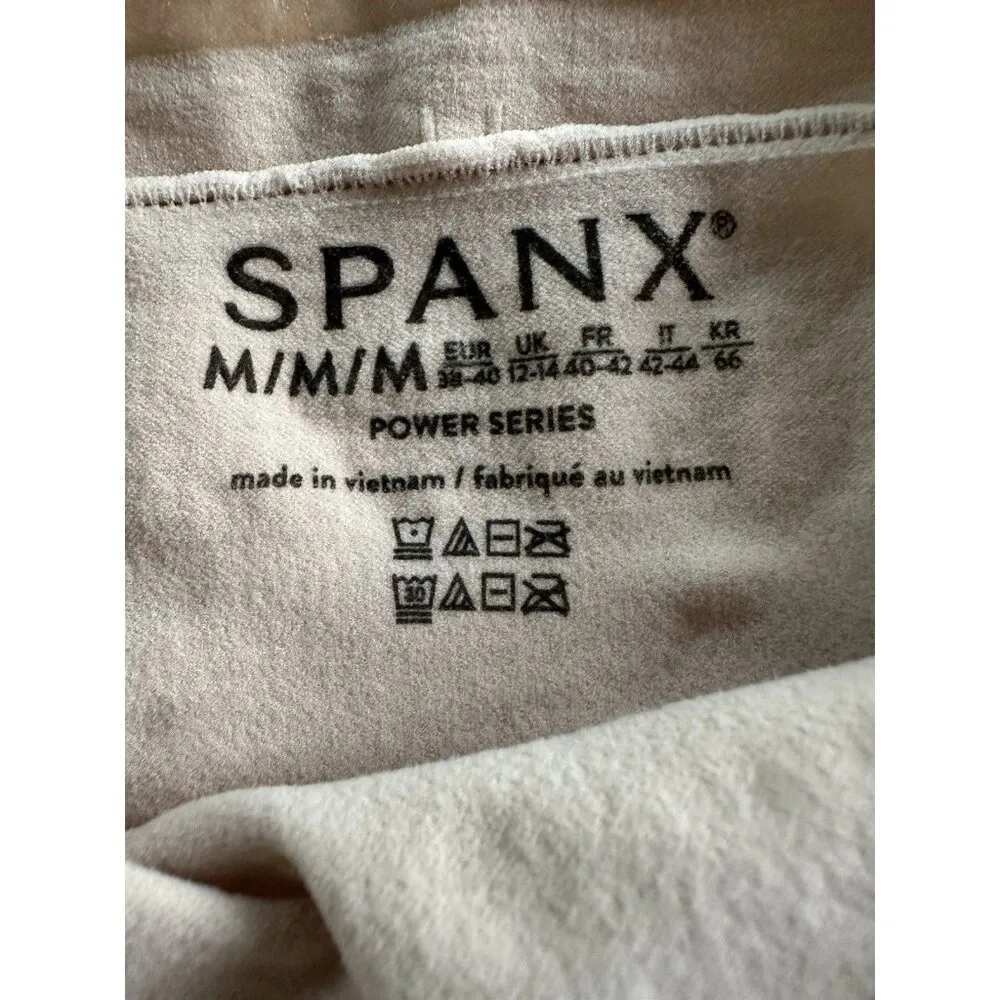 SPANX®
M/M/M EUR 38-40 UK 12-14 FR 40-42 IT 42-44 KR 66
POWER SERIES
made in vietnam / fabriqué au vietnam
30